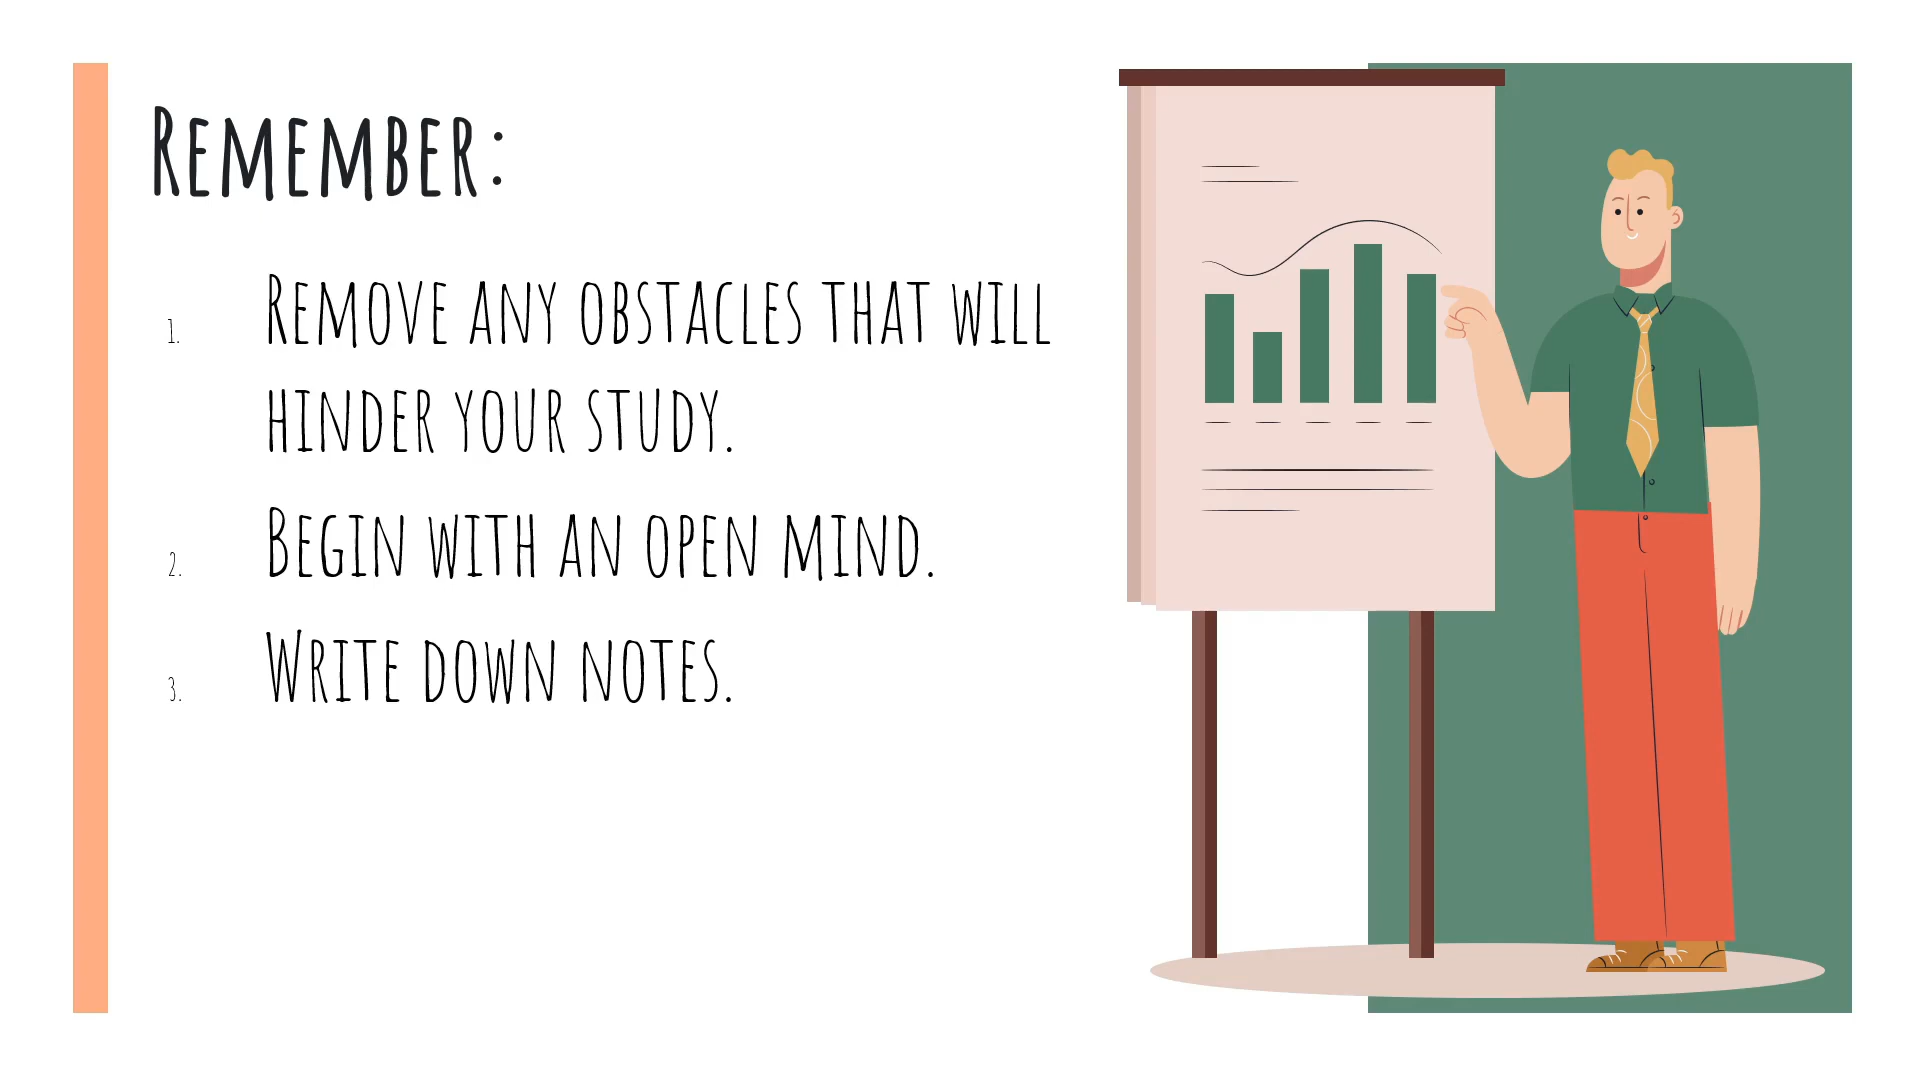 Remember:
1. Remove any obstacles that will
hinder your study.
2. Begin with an open mind.
3. Write down notes.